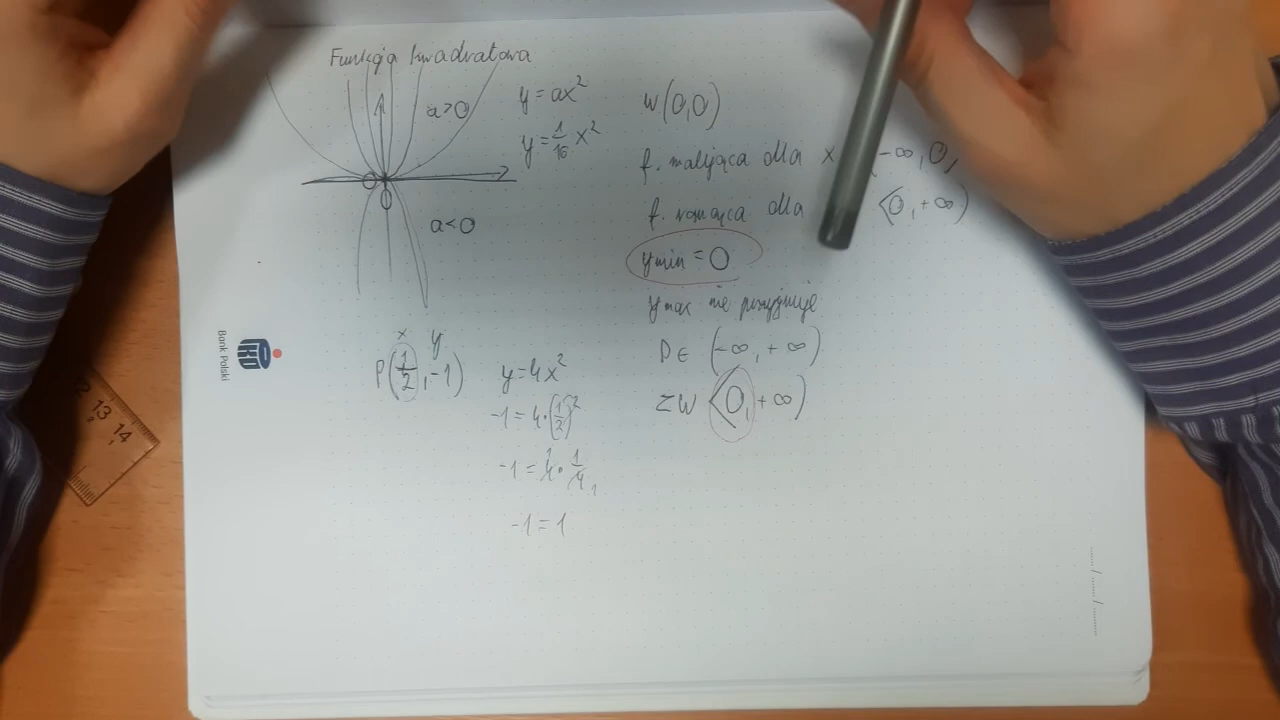 Funkcja kwadratowa
a>0
a<0
0
y=ax²
y=1/16 x²
W(0,0)
f. malejąca dla x -∞, 0,
f. rosnąca dla <0, +∞)
ymin = 0
ymax nie przyjmuje
D ∈ (-∞, +∞)
ZW <0, +∞)
x y
P(1/2, -1)
y=4x²
-1=4·(1/2)²
-1=4·1/4
-1=1
Bank Polski
12 13 14